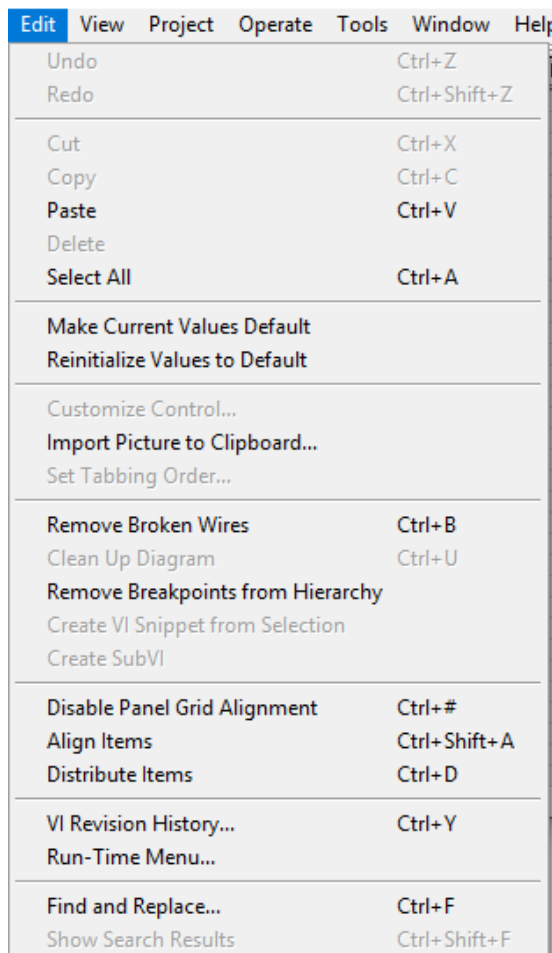 Edit View Project Operate Tools Window Help
Undo Ctrl+Z
Redo Ctrl+Shift+Z
Cut Ctrl+X
Copy Ctrl+C
Paste Ctrl+V
Delete
Select All Ctrl+A
Make Current Values Default
Reinitialize Values to Default
Customize Control...
Import Picture to Clipboard...
Set Tabbing Order...
Remove Broken Wires Ctrl+B
Clean Up Diagram Ctrl+U
Remove Breakpoints from Hierarchy
Create VI Snippet from Selection
Create SubVI
Disable Panel Grid Alignment Ctrl+#
Align Items Ctrl+Shift+A
Distribute Items Ctrl+D
VI Revision History... Ctrl+Y
Run-Time Menu...
Find and Replace... Ctrl+F
Show Search Results Ctrl+Shift+F